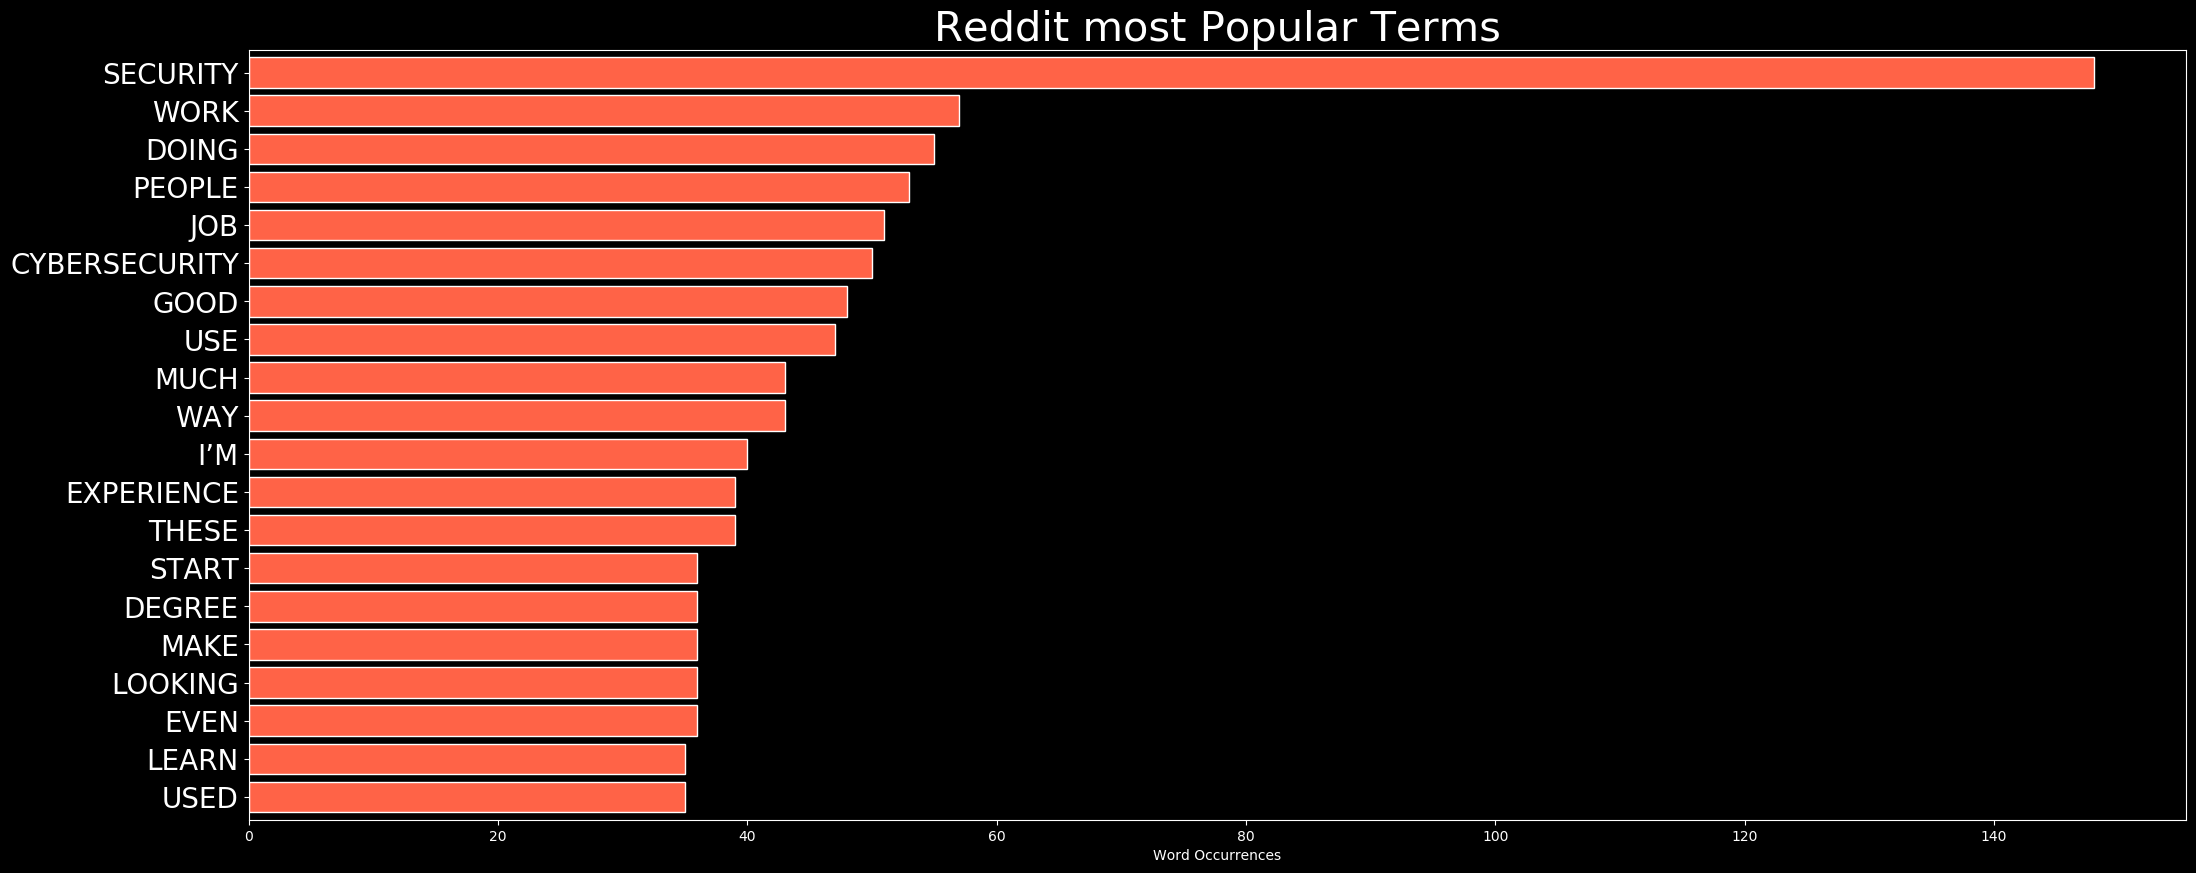 Reddit most Popular Terms
SECURITY
WORK
DOING
PEOPLE
JOB
CYBERSECURITY
GOOD
USE
MUCH
WAY
I’M
EXPERIENCE
THESE
START
DEGREE
MAKE
LOOKING
EVEN
LEARN
USED
0 20 40 60 80 100 120 140
Word Occurrences